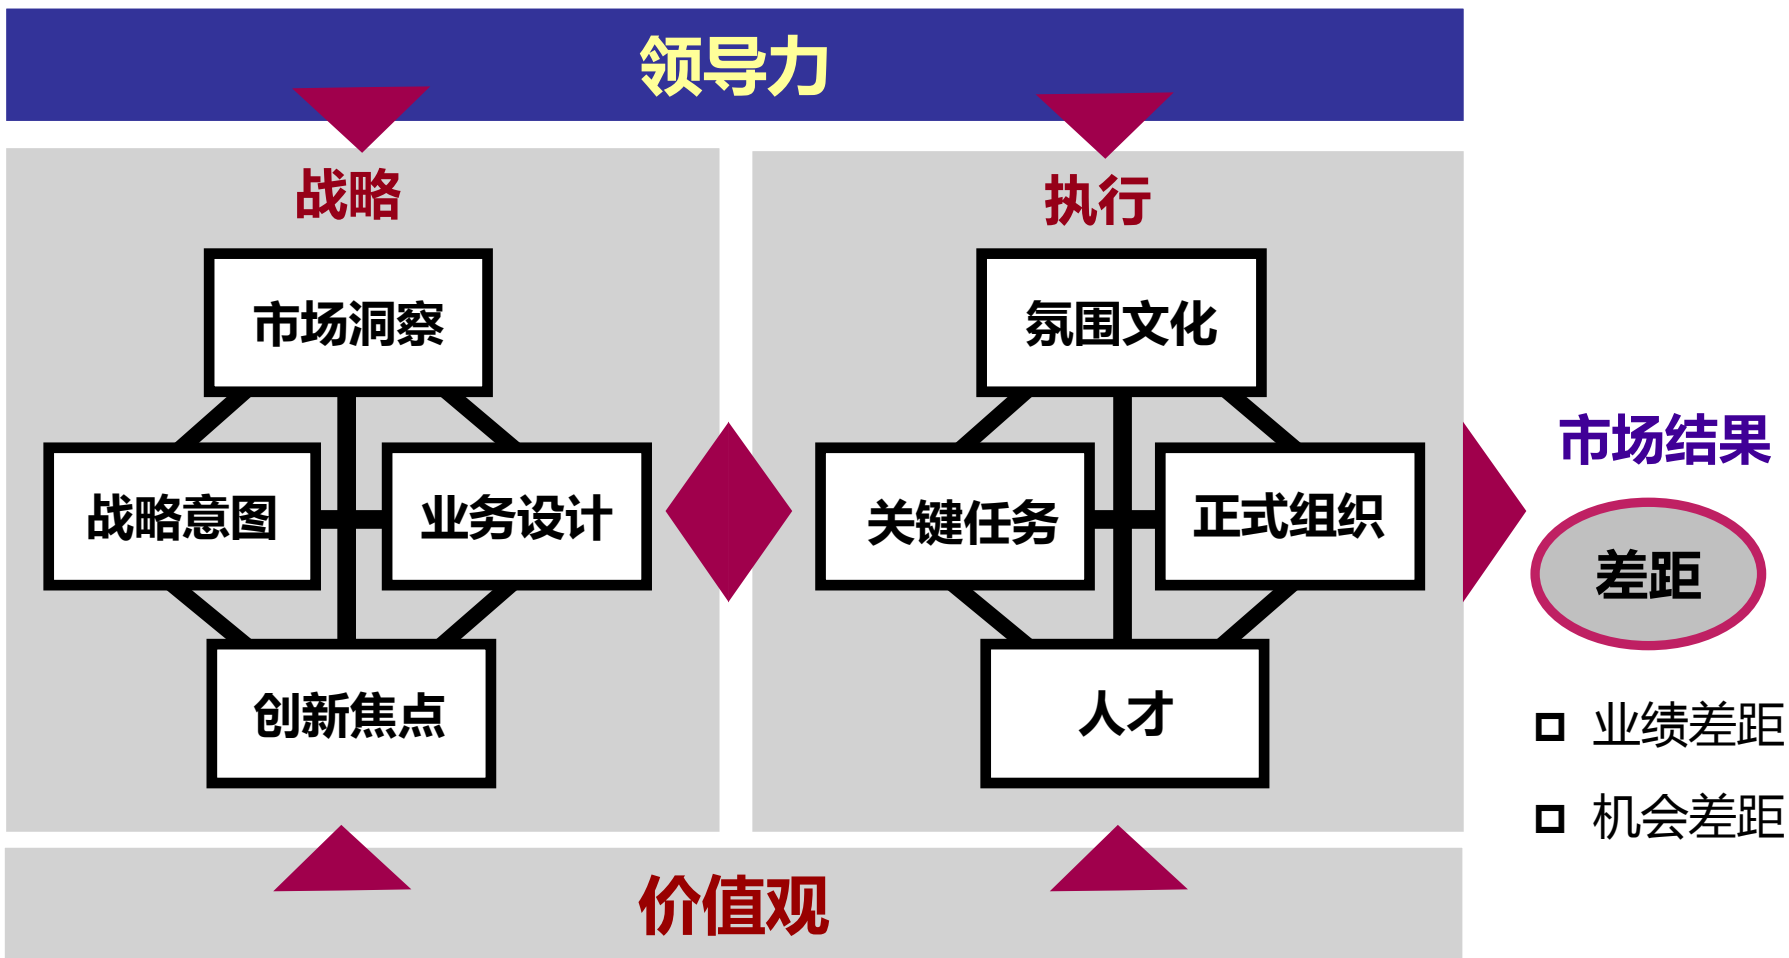 领导力
战略
市场洞察
战略意图
业务设计
创新焦点
执行
氛围文化
关键任务
正式组织
人才
市场结果
差距
业绩差距
机会差距
价值观